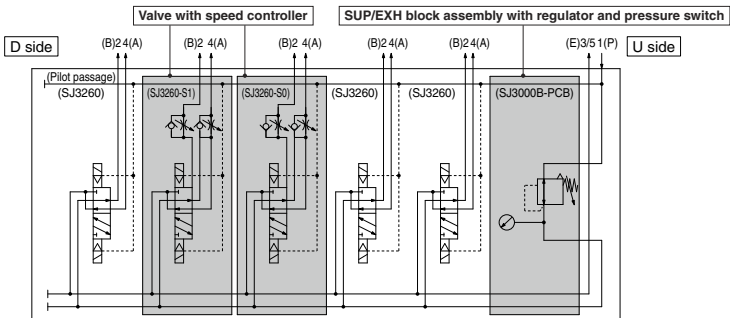 Valve with speed controller
SUP/EXH block assembly with regulator and pressure switch
D side
(B)2 4(A)
(B)2 4(A)
(B)2 4(A)
(B)2 4(A)
(B)2 4(A)
(E)3/5 1(P)
U side
(Pilot passage)
(SJ3260)
(SJ3260-S1)
(SJ3260-S0)
(SJ3260)
(SJ3260)
(SJ3000B-PCB)